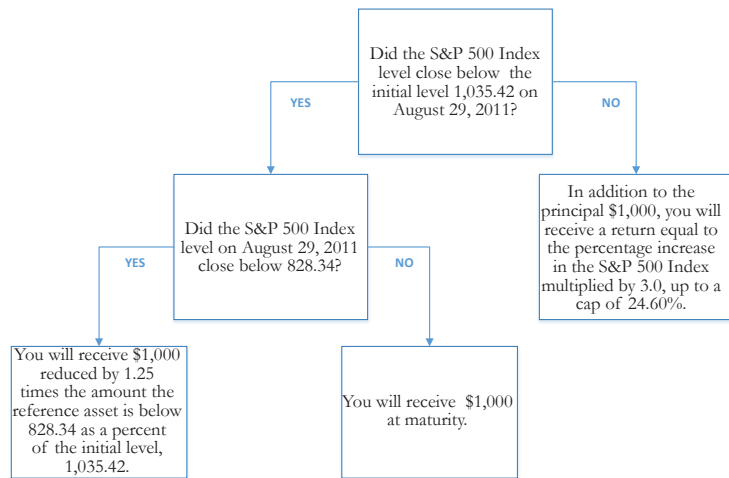 Did the S&P 500 Index
level close below the
initial level 1,035.42 on
August 29, 2011?
YES
NO
Did the S&P 500 Index
level on August 29, 2011
close below 828.34?
In addition to the
principal $1,000, you will
receive a return equal to
the percentage increase
in the S&P 500 Index
multiplied by 3.0, up to a
cap of 24.60%.
YES
NO
You will receive $1,000
reduced by 1.25
times the amount the
reference asset is below
828.34 as a percent
of the initial level,
1,035.42.
You will receive $1,000
at maturity.